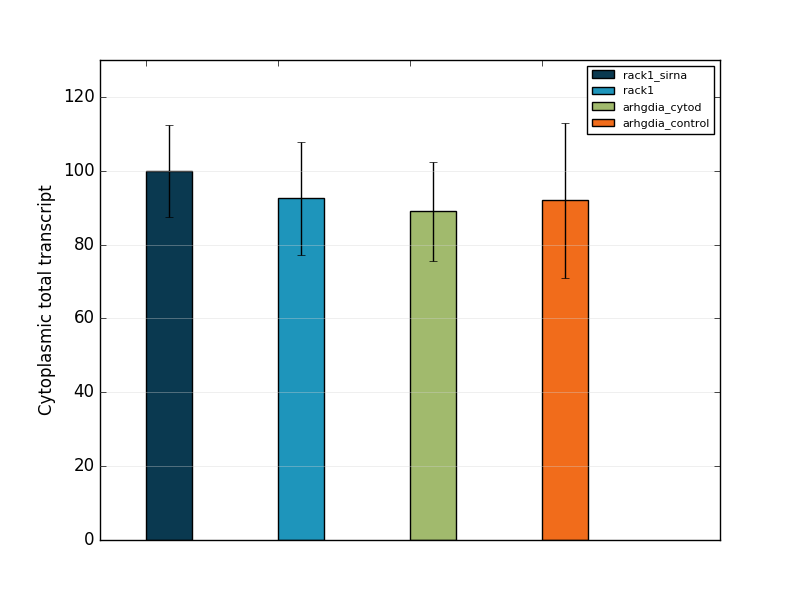 rack1_sirna
rack1
arhgdia_cytod
arhgdia_control
120
100
80
60
40
20
0
Cytoplasmic total transcript